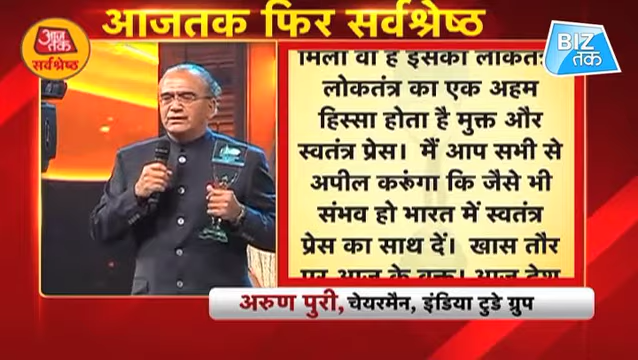 आजतक फिर सर्वश्रेष्ठ
आज
तक
सर्वश्रेष्ठ
BIZ
तक
लोकतंत्र का एक अहम
हिस्सा होता है मुक्त और
स्वतंत्र प्रेस। मैं आप सभी से
अपील करुंगा कि जैसे भी
संभव हो भारत में स्वतंत्र
प्रेस का साथ दें। खास तौर
अरुण पुरी, चेयरमैन, इंडिया टुडे ग्रुप